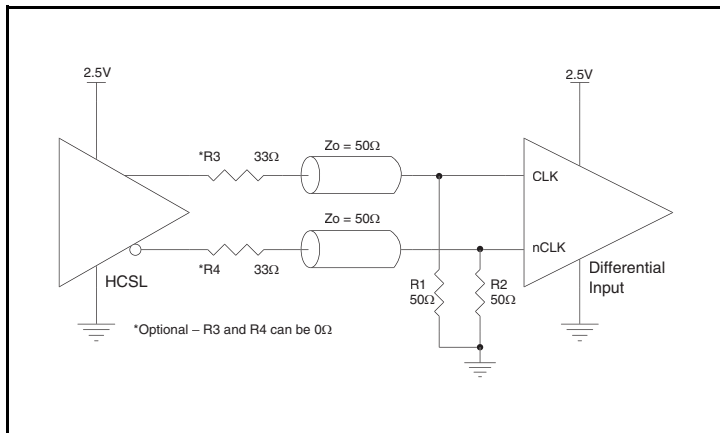 2.5V
2.5V
*R3
33Ω
Zo = 50Ω
CLK
Zo = 50Ω
nCLK
*R4
33Ω
HCSL
R1
50Ω
R2
50Ω
Differential
Input
*Optional – R3 and R4 can be 0Ω